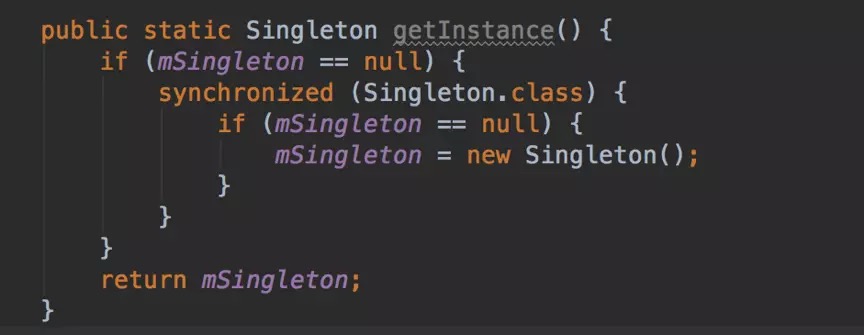 public static Singleton getInstance() {
    if (mSingleton == null) {
        synchronized (Singleton.class) {
            if (mSingleton == null) {
                mSingleton = new Singleton();
            }
        }
    }
    return mSingleton;
}